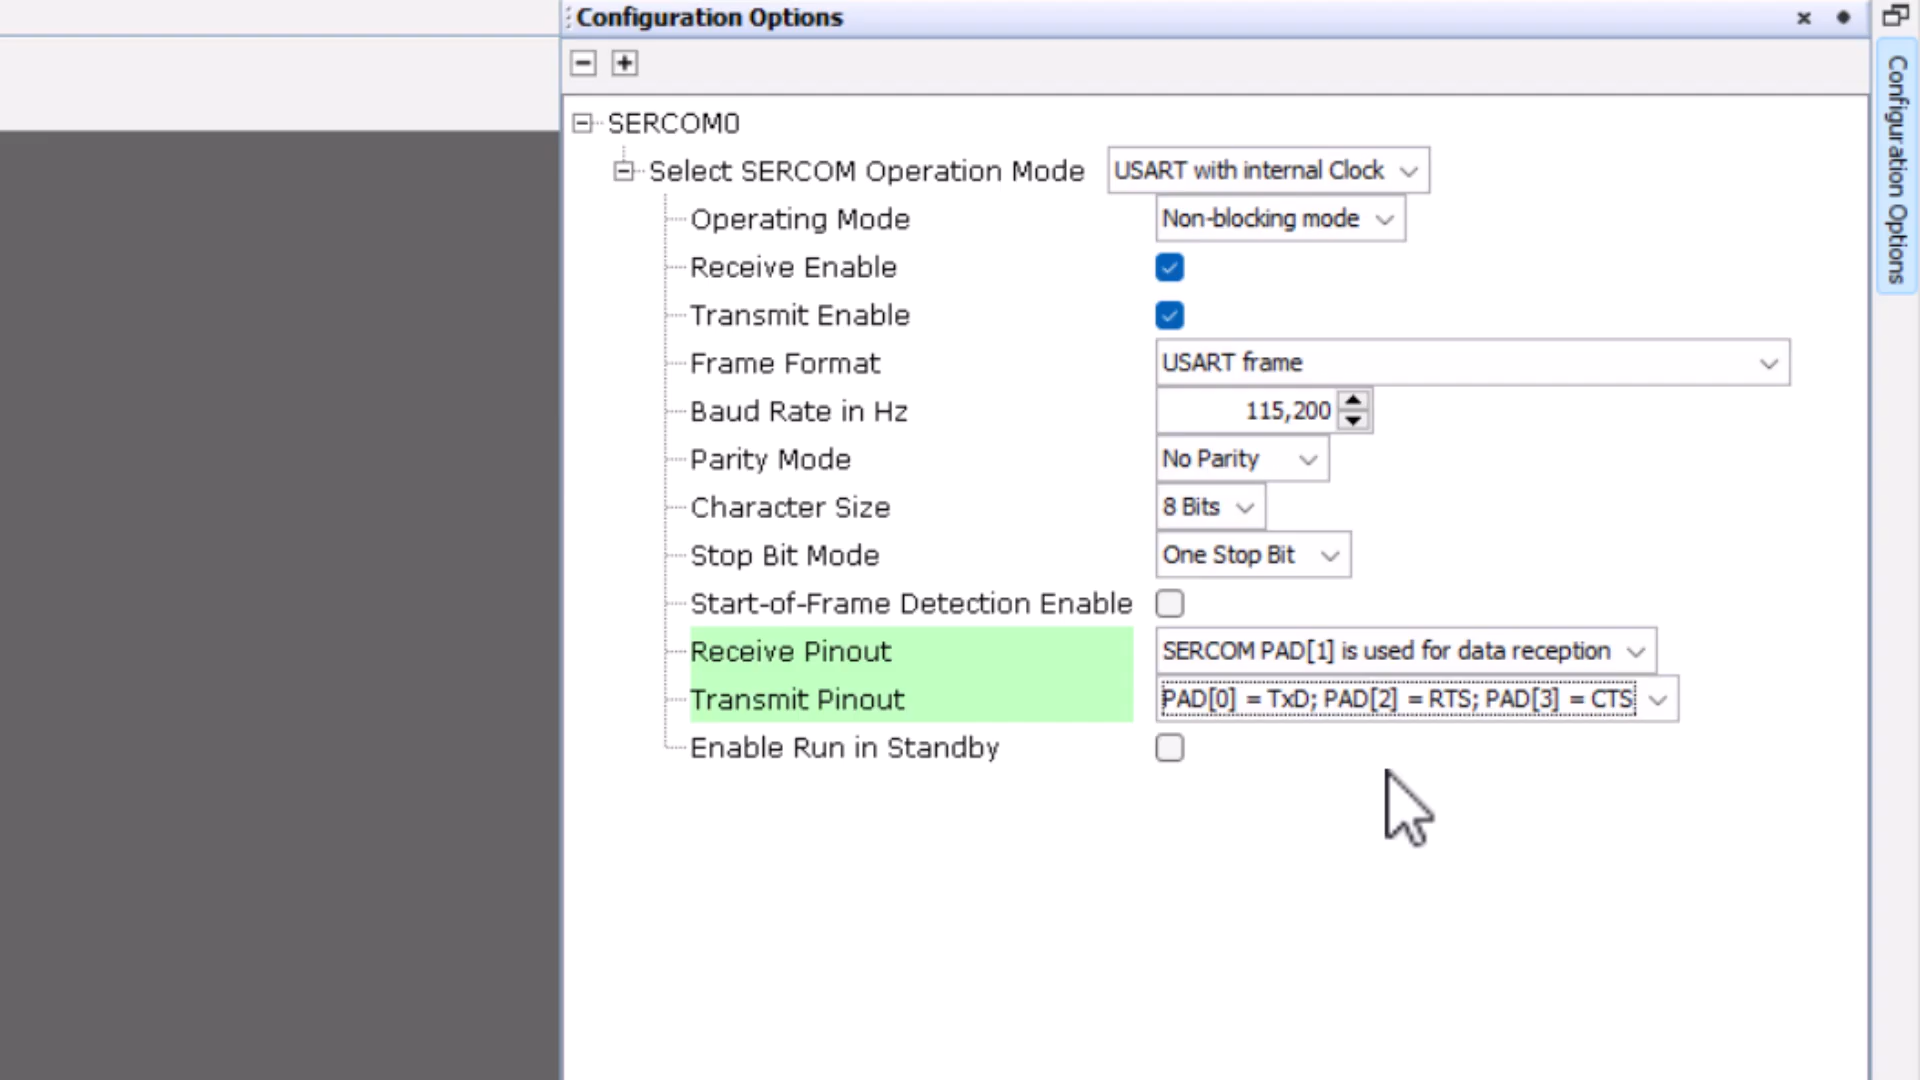 Configuration Options
SERCOM0
Select SERCOM Operation Mode USART with internal Clock
Operating Mode Non-blocking mode
Receive Enable
Transmit Enable
Frame Format USART frame
Baud Rate in Hz 115,200
Parity Mode No Parity
Character Size 8 Bits
Stop Bit Mode One Stop Bit
Start-of-Frame Detection Enable
Receive Pinout SERCOM PAD[1] is used for data reception
Transmit Pinout PAD[0] = TxD; PAD[2] = RTS; PAD[3] = CTS
Enable Run in Standby
Configuration Options